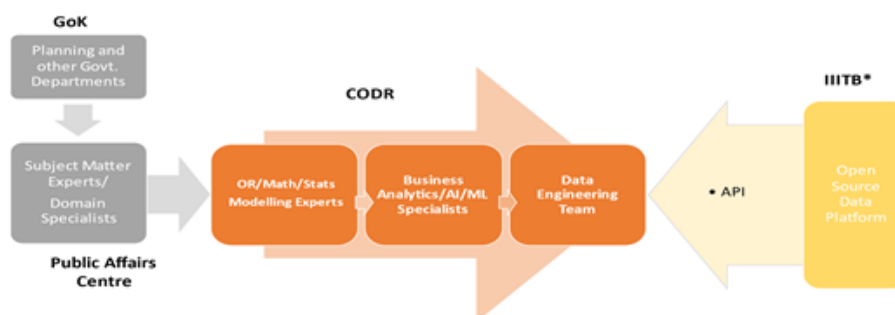 GoK
Planning and
other Govt.
Departments
Subject Matter
Experts/
Domain
Specialists
Public Affairs
Centre
CODR
OR/Math/Stats
Modelling Experts
Business
Analytics/AI/ML
Specialists
Data
Engineering
Team
IIITB*
• API
Open
Source
Data
Platform